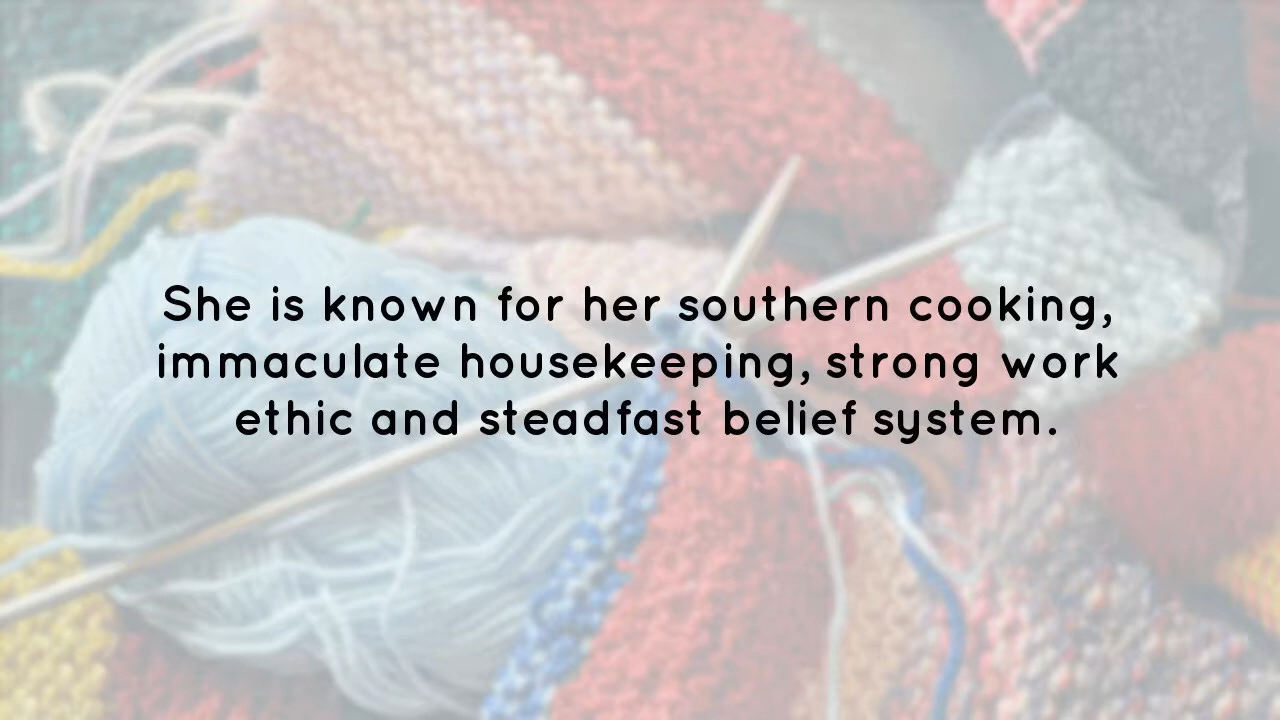 She is known for her southern cooking,
immaculate housekeeping, strong work
ethic and steadfast belief system.